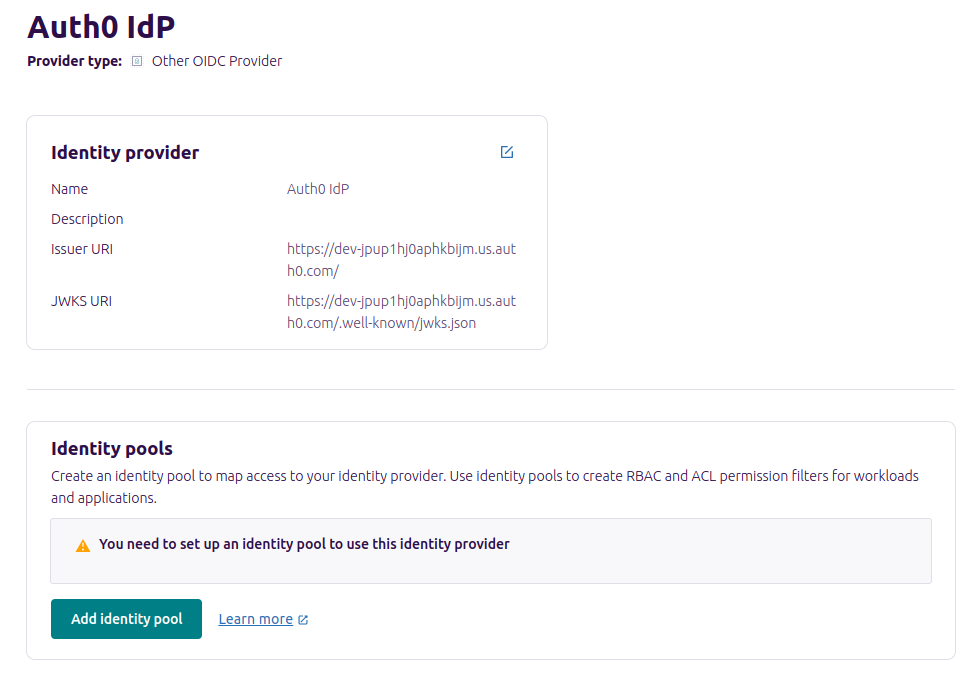 Auth0 IdP
Provider type: Other OIDC Provider
Identity provider
Name Auth0 IdP
Description
Issuer URI https://dev-jpup1hj0aphkbijm.us.aut
h0.com/
JWKS URI https://dev-jpup1hj0aphkbijm.us.aut
h0.com/.well-known/jwks.json
Identity pools
Create an identity pool to map access to your identity provider. Use identity pools to create RBAC and ACL permission filters for workloads
and applications.
You need to set up an identity pool to use this identity provider
Add identity pool Learn more